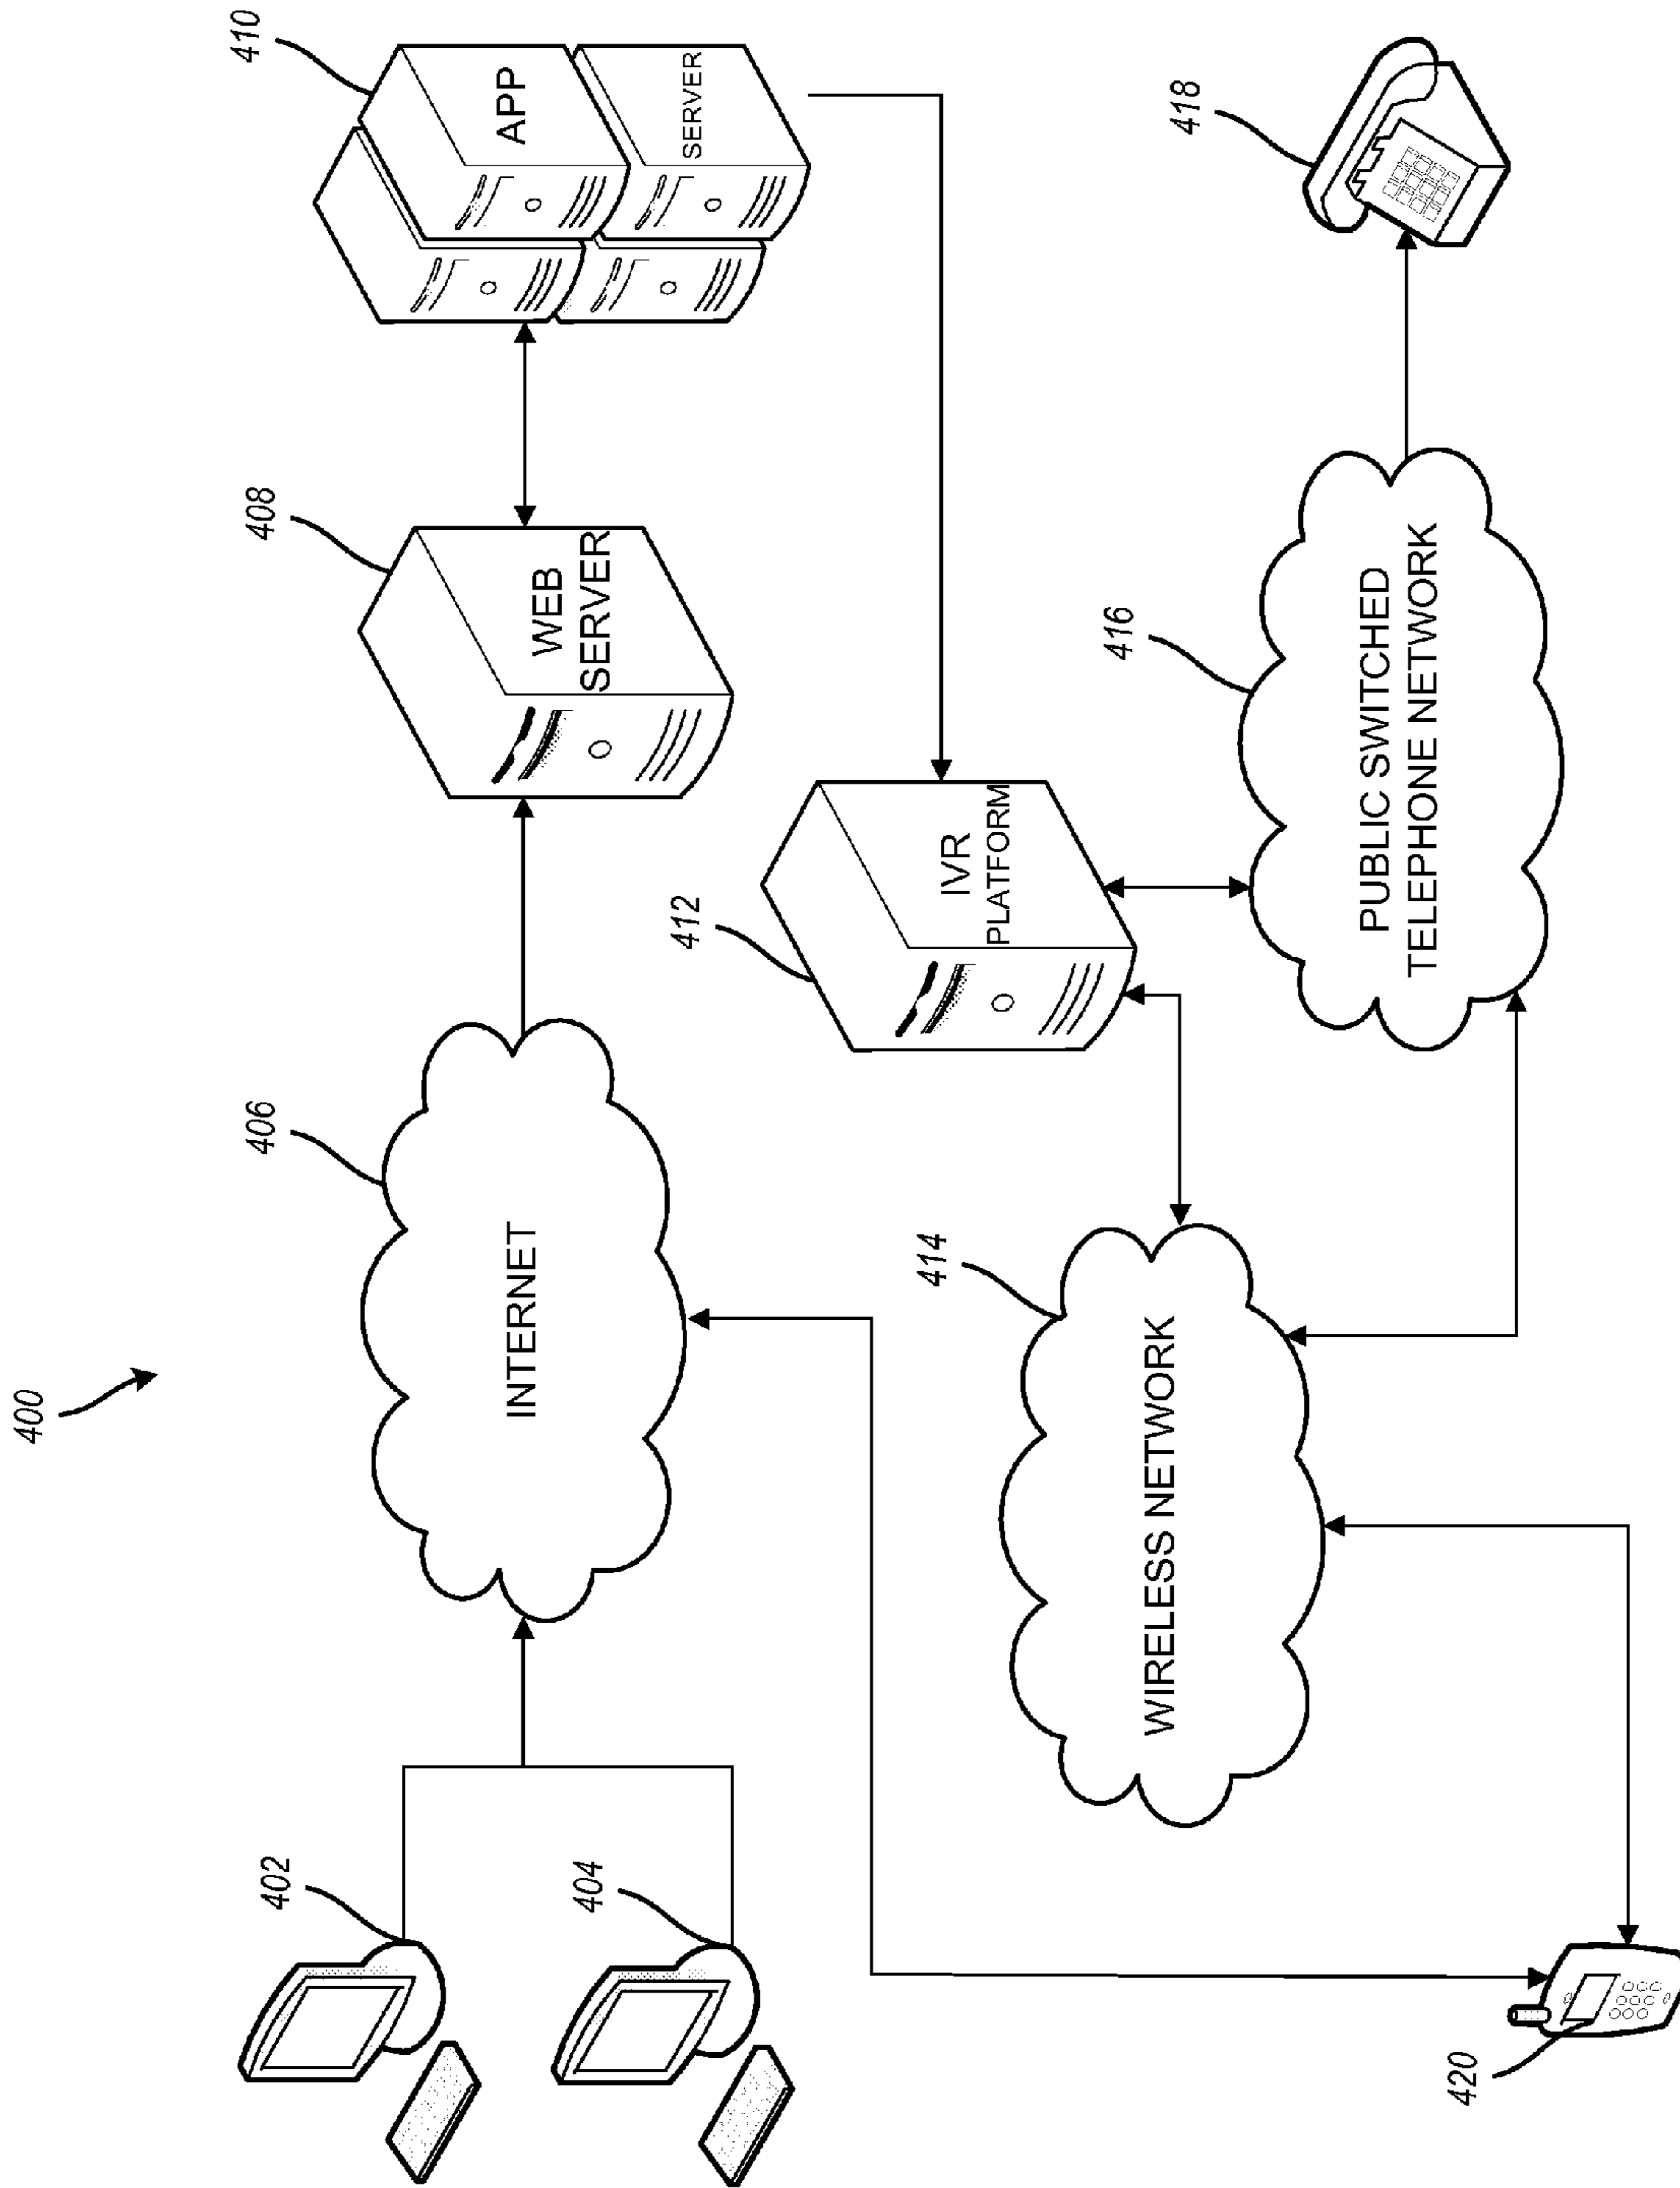 400
402
404
406
INTERNET
408
WEB
SERVER
410
APP
SERVER
412
IVR
PLATFORM
414
WIRELESS NETWORK
416
PUBLIC SWITCHED
TELEPHONE NETWORK
418
420